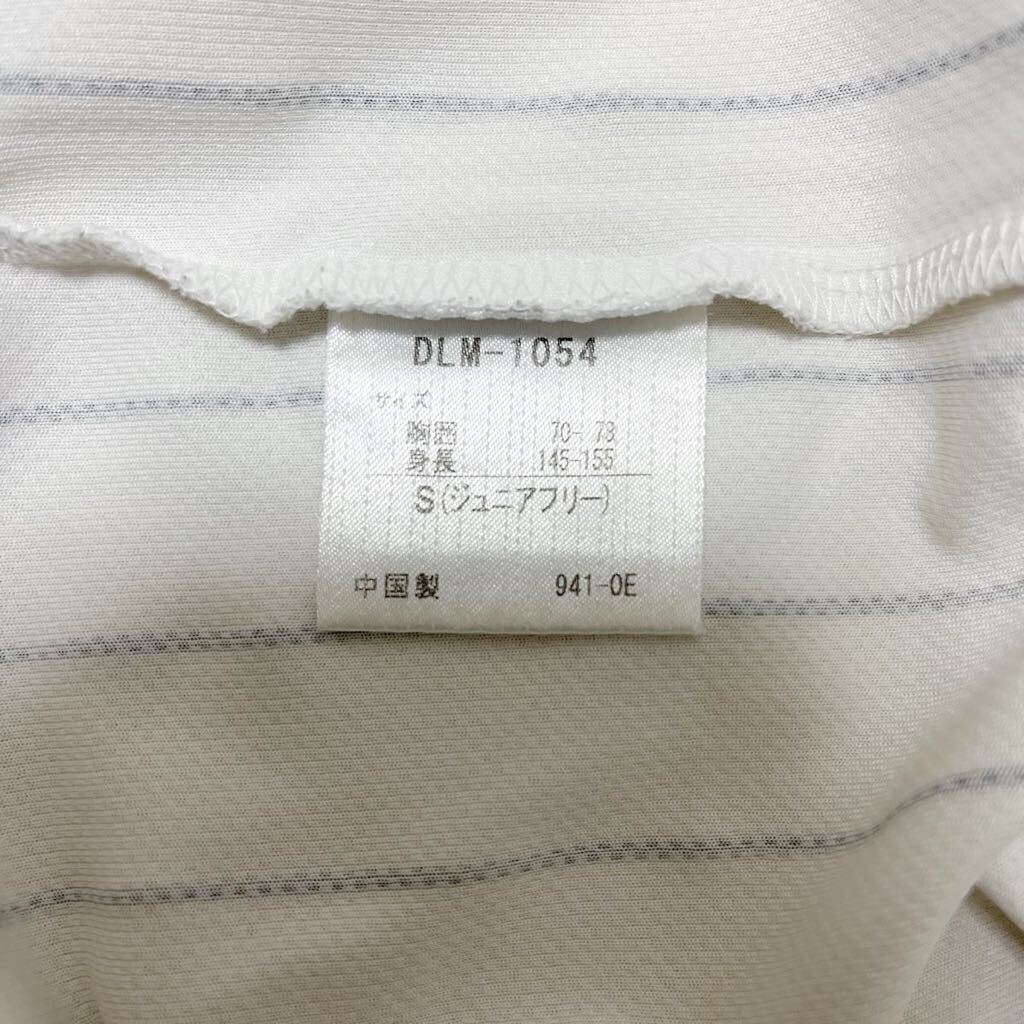 DLM-1054
サイズ
胸囲 70- 78
身長 145-155
S(ジュニアフリー)
中国製 941-0E